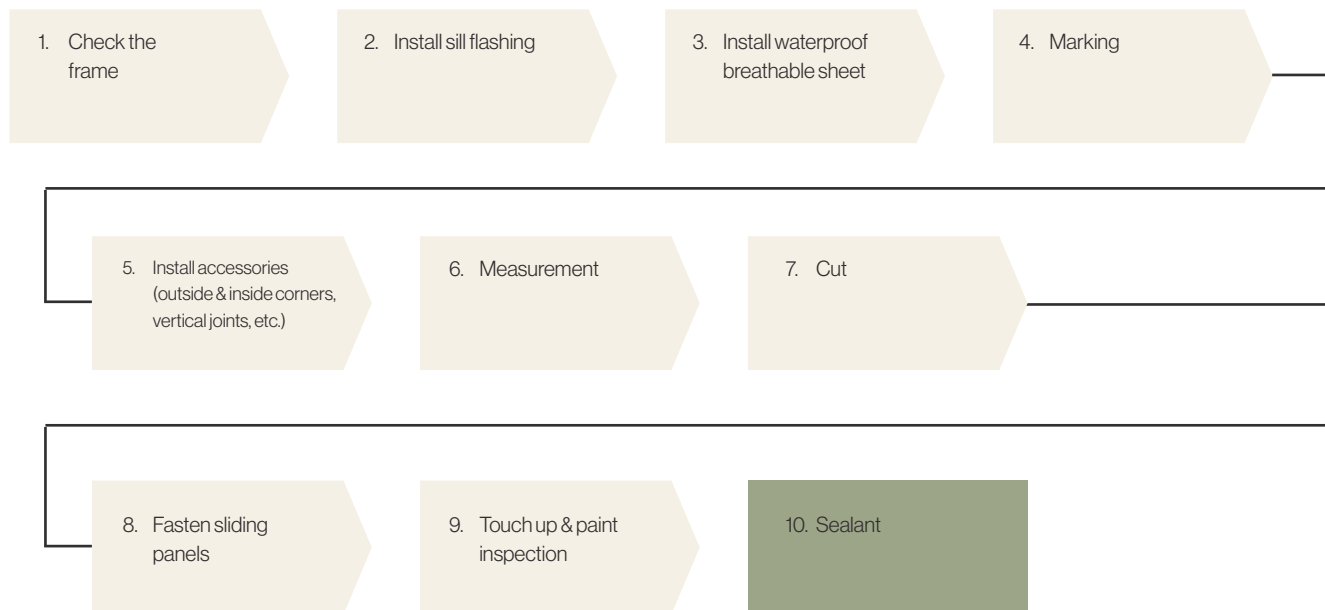 1. Check the
frame
2. Install sill flashing
3. Install waterproof
breathable sheet
4. Marking
5. Install accessories
(outside & inside corners,
vertical joints, etc.)
6. Measurement
7. Cut
8. Fasten sliding
panels
9. Touch up & paint
inspection
10. Sealant